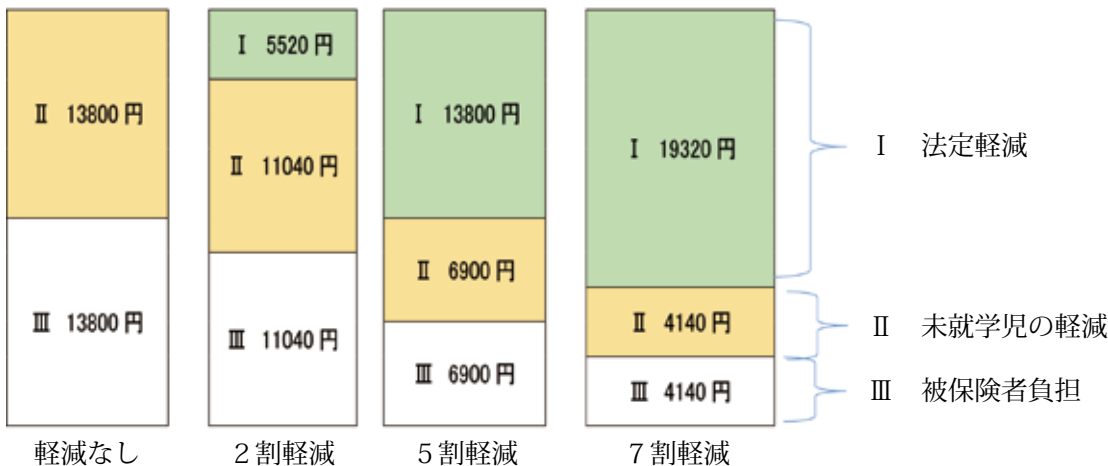 Ⅱ 13800円
Ⅲ 13800円
軽減なし
Ⅰ 5520円
Ⅱ 11040円
Ⅲ 11040円
２割軽減
Ⅰ 13800円
Ⅱ 6900円
Ⅲ 6900円
５割軽減
Ⅰ 19320円
Ⅱ 4140円
Ⅲ 4140円
７割軽減
Ⅰ 法定軽減
Ⅱ 未就学児の軽減
Ⅲ 被保険者負担